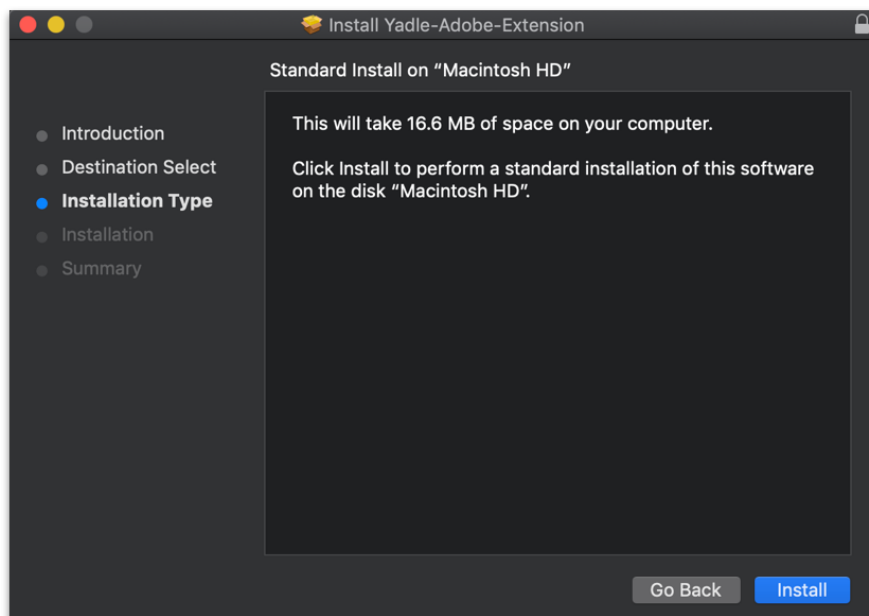 Install Yadle-Adobe-Extension
Standard Install on “Macintosh HD”
Introduction
Destination Select
Installation Type
Installation
Summary
This will take 16.6 MB of space on your computer.
Click Install to perform a standard installation of this software
on the disk “Macintosh HD”.
Go Back
Install